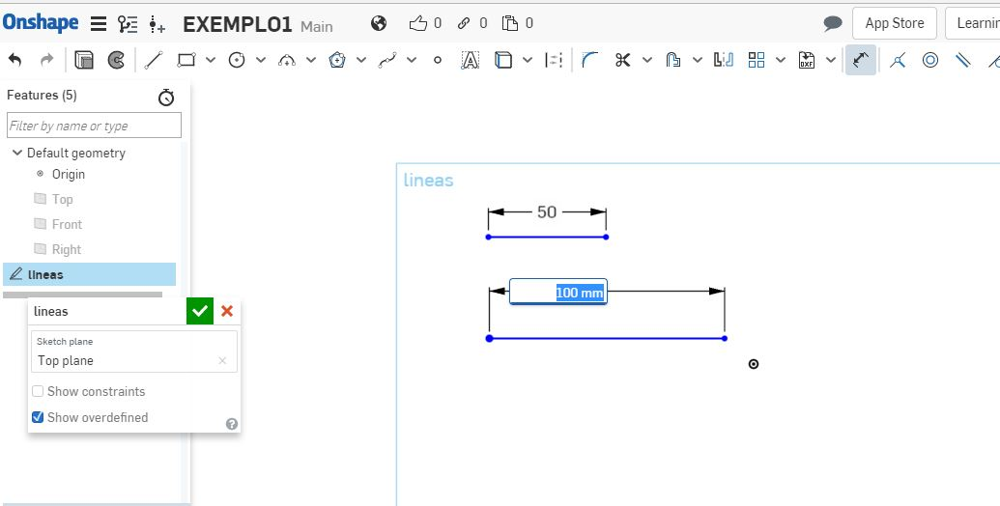 Onshape EXEMPLO1 Main 0 0 0 App Store
DXF
Features (5)
Filter by name or type
Default geometry
Origin
Top
Front
Right
lineas
lineas
Sketch plane
Top plane
Show constraints
Show overdefined
lineas
50
100 mm